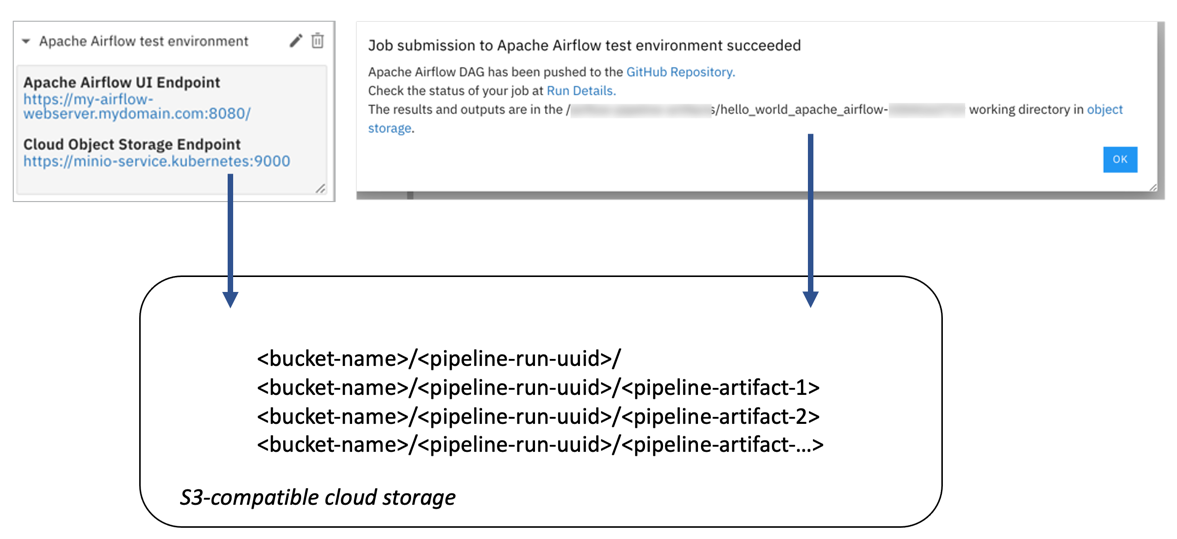 Apache Airflow test environment
Apache Airflow UI Endpoint
https://my-airflow-
webserver.mydomain.com:8080/
Cloud Object Storage Endpoint
https://minio-service.kubernetes:9000
Job submission to Apache Airflow test environment succeeded
Apache Airflow DAG has been pushed to the GitHub Repository.
Check the status of your job at Run Details.
The results and outputs are in the / s/hello_world_apache_airflow- working directory in object
storage.
OK
<bucket-name>/<pipeline-run-uuid>/
<bucket-name>/<pipeline-run-uuid>/<pipeline-artifact-1>
<bucket-name>/<pipeline-run-uuid>/<pipeline-artifact-2>
<bucket-name>/<pipeline-run-uuid>/<pipeline-artifact-...>
S3-compatible cloud storage